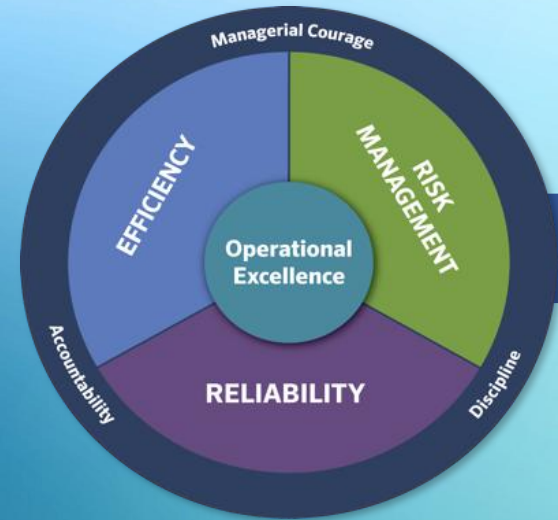 Managerial Courage
EFFICIENCY
RISK
MANAGEMENT
Operational
Excellence
RELIABILITY
Accountability
Discipline